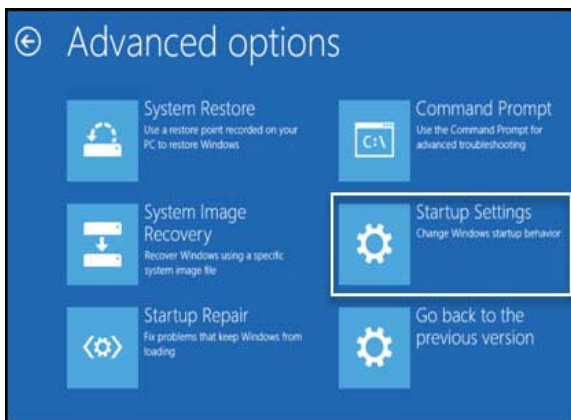 Advanced options
System Restore
Use a restore point recorded on your
PC to restore Windows
Command Prompt
Use the Command Prompt for
advanced troubleshooting
C:\
System Image
Recovery
Recover Windows using a specific
system image file
Startup Settings
Change Windows startup behavior
Startup Repair
Fix problems that keep Windows from
loading
Go back to the
previous version